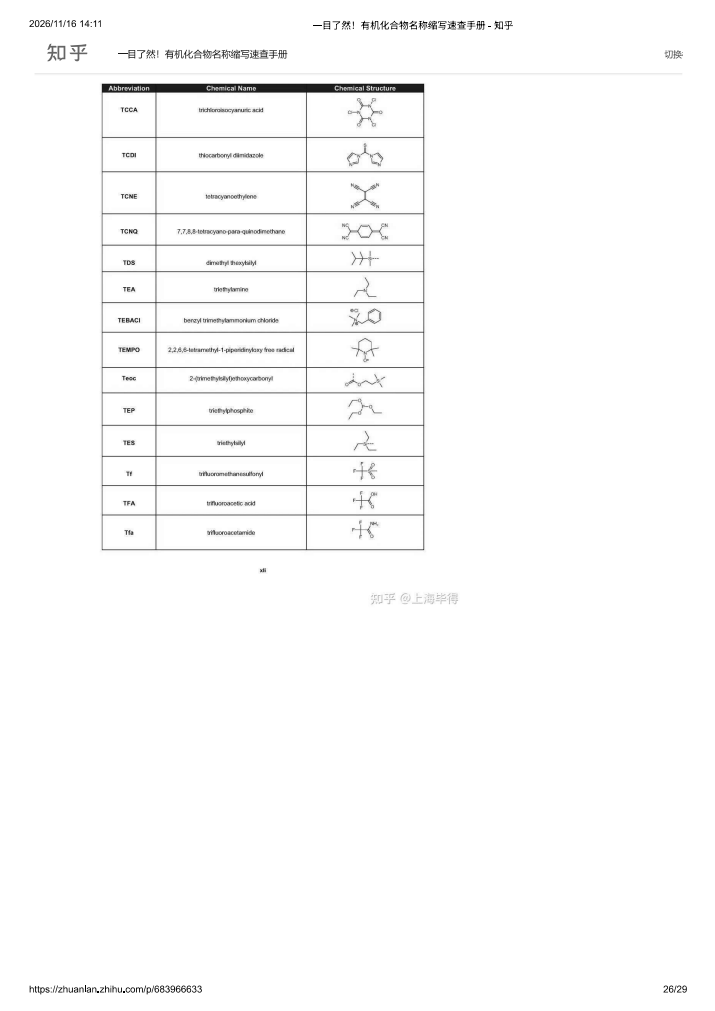 2026/11/16 14:11
一目了然！有机化合物名称缩写速查手册 - 知乎
知乎
一目了然！有机化合物名称缩写速查手册
切换
Abbreviation Chemical Name Chemical Structure
TCCA trichloroisocyanuric acid
TCDI thiocarbonyl diimidazole
TCNE tetracyanoethylene
TCNQ 7,7,8,8-tetracyano-para-quinodimethane
TDS dimethyl thexylsilyl
TEA triethylamine
TEBACl benzyl trimethylammonium chloride
TEMPO 2,2,6,6-tetramethyl-1-piperidinyloxy free radical
Teoc 2-(trimethylsilyl)ethoxycarbonyl
TEP triethylphosphite
TES triethylsilyl
Tf trifluoromethanesulfonyl
TFA trifluoroacetic acid
Tfa trifluoroacetamide
xli
知乎 @上海毕得
https://zhuanlan.zhihu.com/p/683966633
26/29